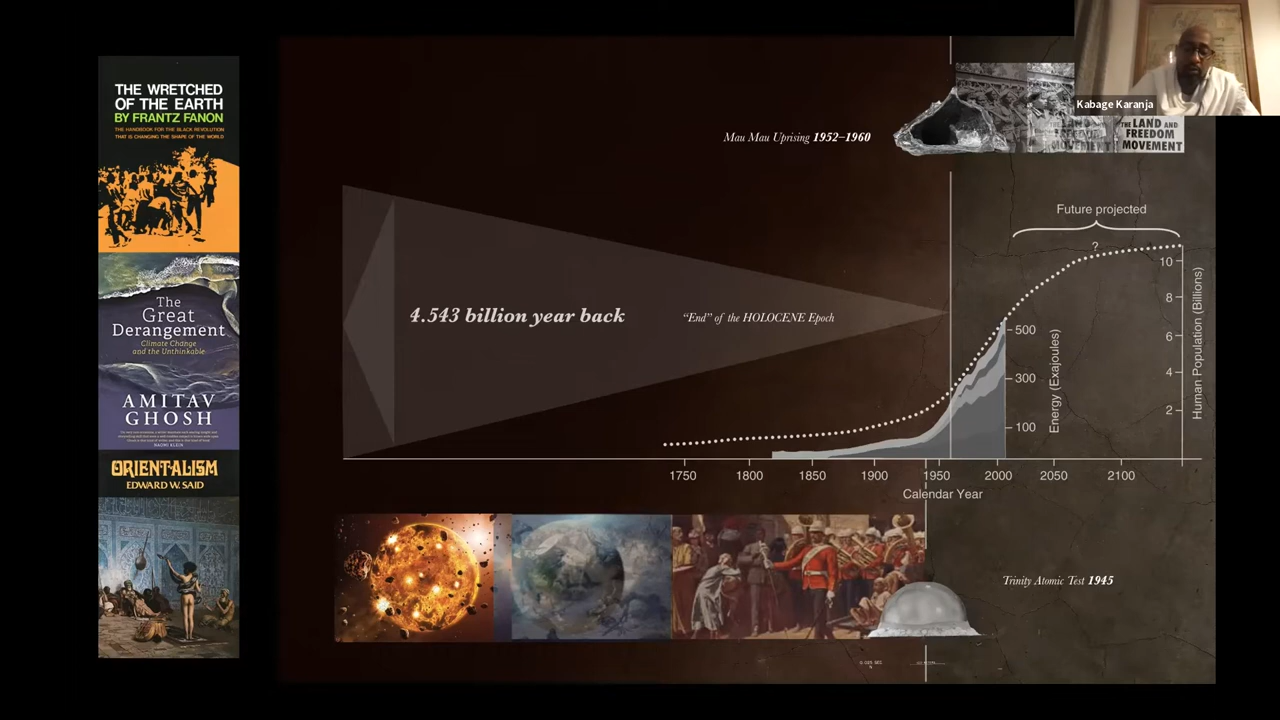 THE WRETCHED
OF THE EARTH
BY FRANTZ FANON
THE HANDBOOK FOR THE BLACK REVOLUTION
THAT IS CHANGING THE SHAPE OF THE WORLD
The
Great
Derangement
Climate Change
and the Unthinkable
AMITAV
GHOSH
NAOMI KLEIN
ORIENTALISM
EDWARD W. SAID
Kabage Karanja
Mau Mau Uprising 1952–1960
THE LAND AND
FREEDOM
MOVEMENT
Future projected
?
4.543 billion year back
“End” of the HOLOCENE Epoch
500
300
100
Energy (Exajoules)
10
8
6
4
2
Human Population (Billions)
1750 1800 1850 1900 1950 2000 2050 2100
Calendar Year
Trinity Atomic Test 1945